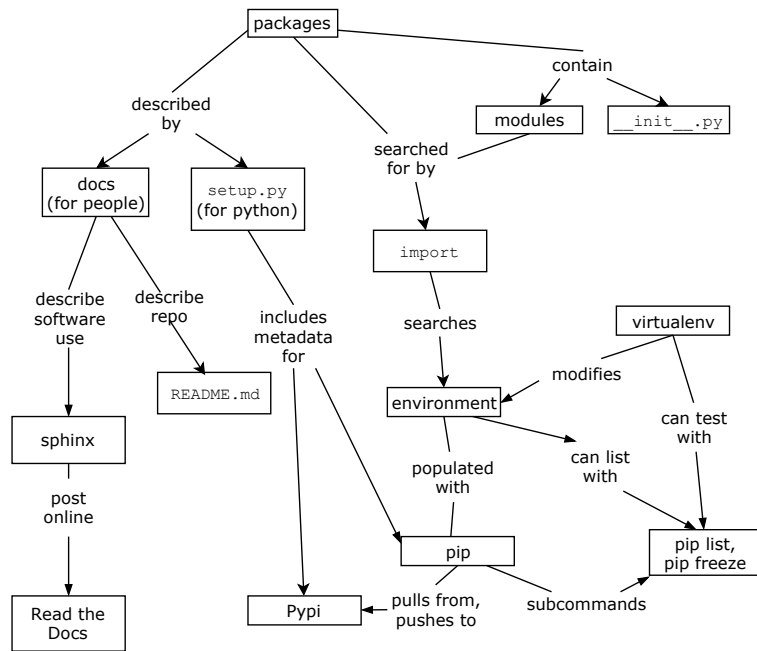 packages
contain
described
by
modules
__init__.py
searched
for by
docs
(for people)
setup.py
(for python)
import
describe
software
use
describe
repo
includes
metadata
for
searches
virtualenv
modifies
README.md
environment
can test
with
sphinx
can list
with
populated
with
post
online
pip
pip list,
pip freeze
Read the
Docs
Pypi
pulls from,
pushes to
subcommands